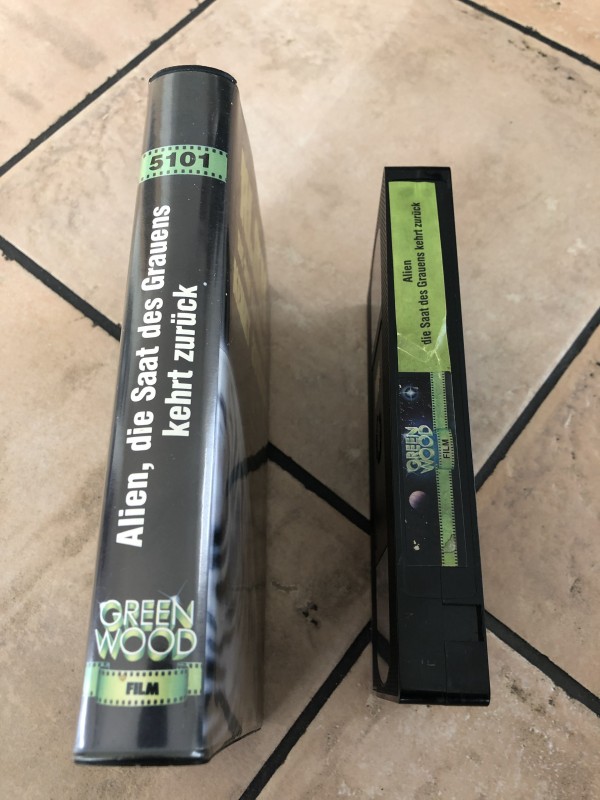 5101
Alien, die Saat des Grauens
kehrt zurück
GREEN
WOOD
FILM
Alien
die Saat des Grauens kehrt zurück
GREEN
WOOD
FILM